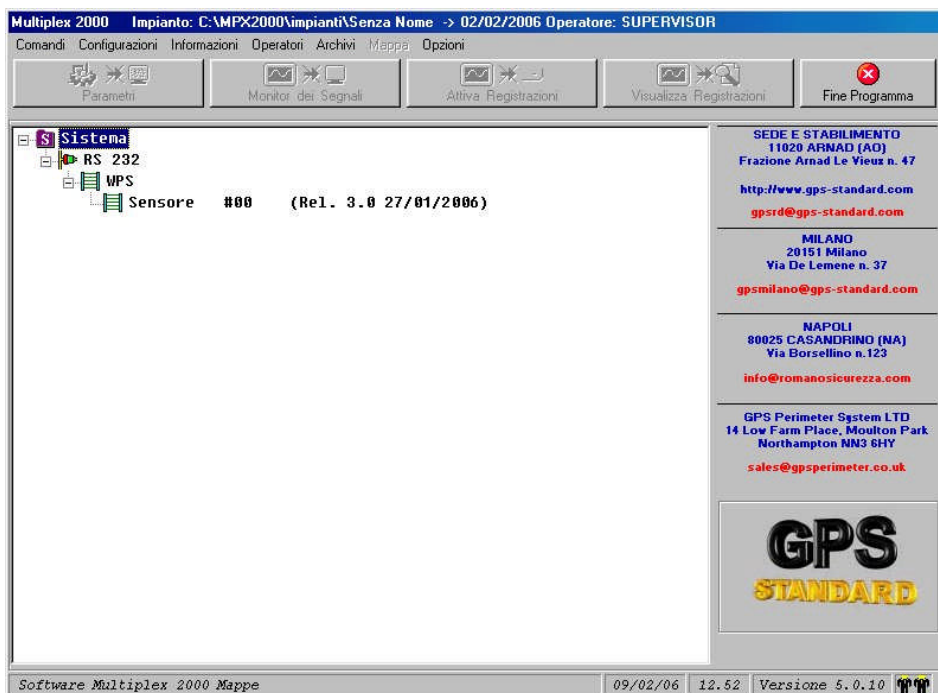 Multiplex 2000 Impianto: C:\MPX2000\impianti\Senza Nome -> 02/02/2006 Operatore: SUPERVISOR
Comandi Configurazioni Informazioni Operatori Archivi Mappa Opzioni
Parametri Monitor dei Segnali Attiva Registrazioni Visualizza Registrazioni Fine Programma
S Sistema
RS 232
WPS
Sensore #00 (Rel. 3.0 27/01/2006)
SEDE E STABILIMENTO
11020 ARNAD (AO)
Frazione Arnad Le Vieux n. 47
http://www.gps-standard.com
gpsrd@gps-standard.com
MILANO
20151 Milano
Via De Lemene n. 37
gpsmilano@gps-standard.com
NAPOLI
80025 CASANDRINO (NA)
Via Borsellino n.123
info@romanosicurezza.com
GPS Perimeter System LTD
14 Low Farm Place, Moulton Park
Northampton NN3 6HY
sales@gpsperimeter.co.uk
GPS
STANDARD
Software Multiplex 2000 Mappe 09/02/06 12.52 Versione 5.0.10